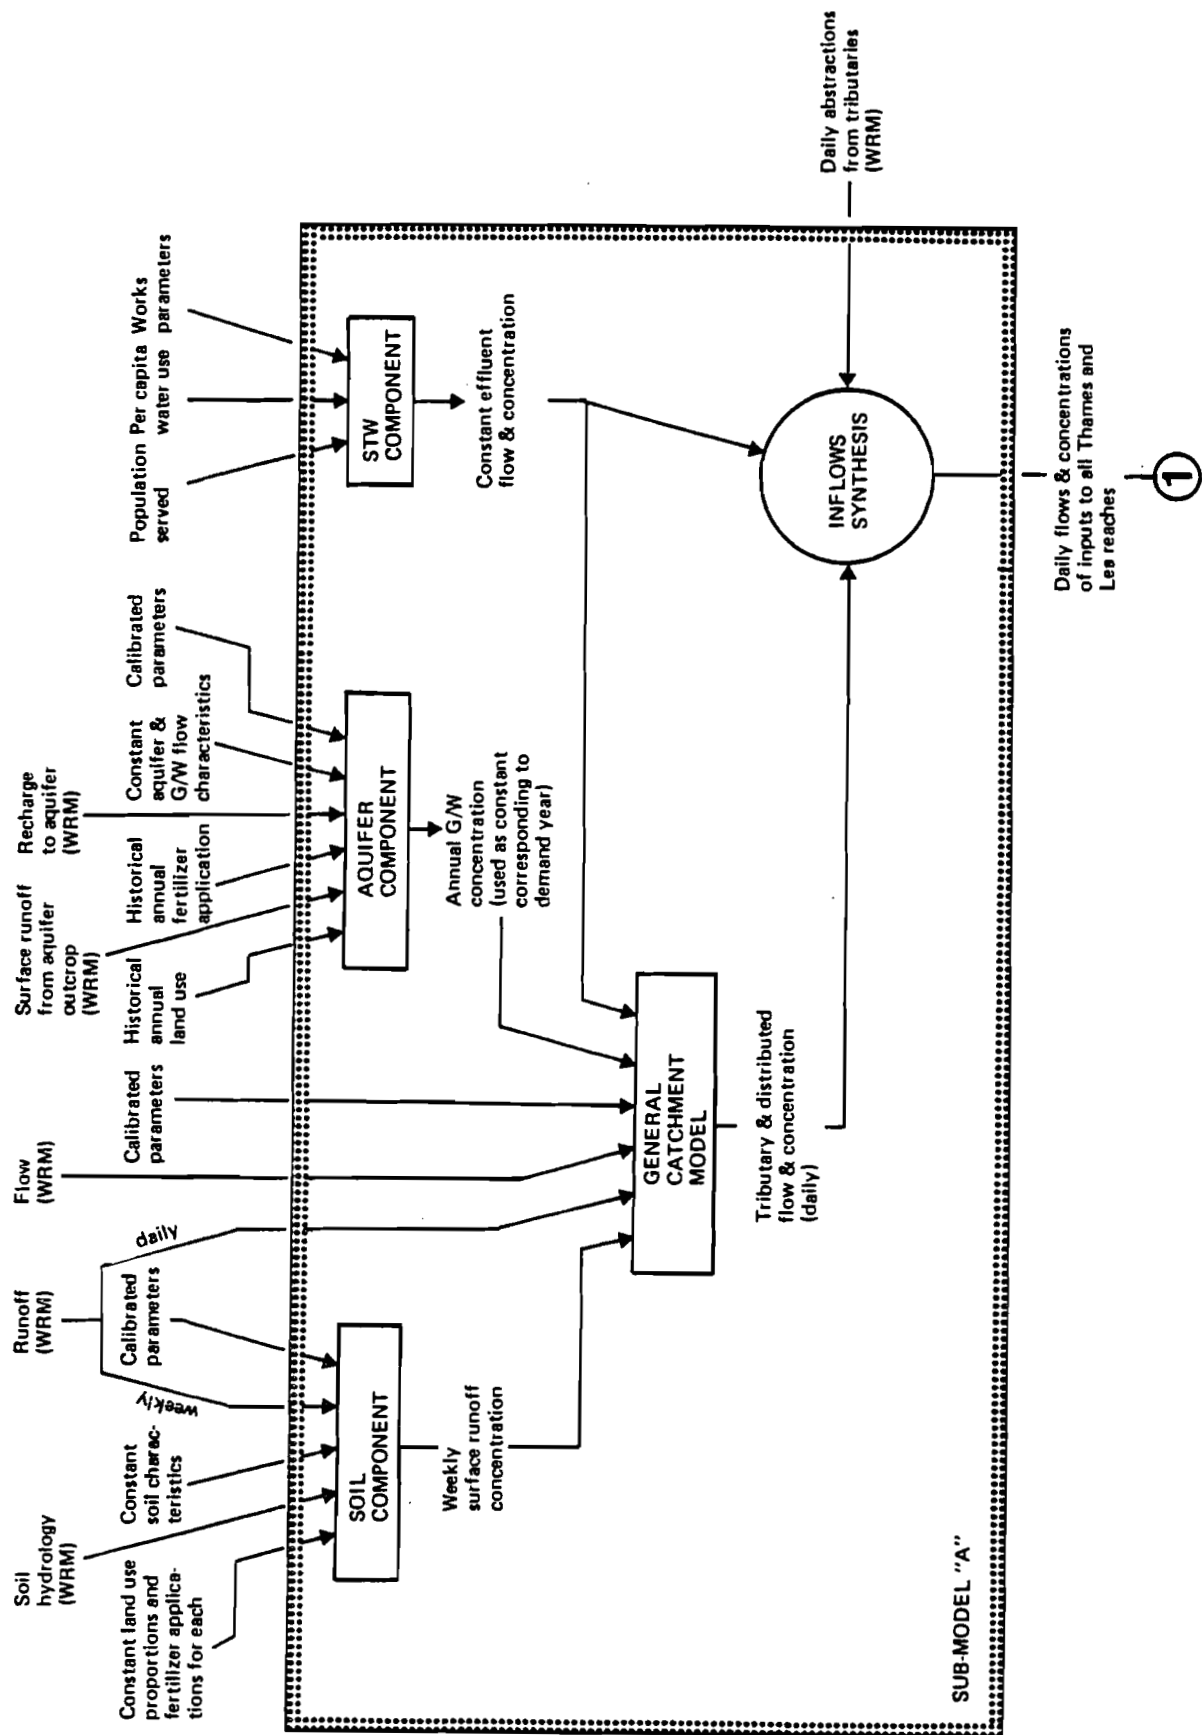 Soil
hydrology
(WRM)
Runoff
(WRM)
Flow
(WRM)
Surface runoff
from aquifer
outcrop
(WRM)
Recharge
to aquifer
(WRM)
Constant land use
proportions and
fertilizer applica-
tions for each
Constant
soil charac-
teristics
weekly
Calibrated
parameters
daily
Calibrated
parameters
Historical
annual
land use
Historical
annual
fertilizer
application
Constant
aquifer &
G/W flow
characteristics
Calibrated
parameters
Population
served
Per capita
water use
Works
parameters
SOIL
COMPONENT
AQUIFER
COMPONENT
STW
COMPONENT
Weekly
surface runoff
concentration
Annual G/W
concentration
(used as constant
corresponding to
demand year)
Constant effluent
flow & concentration
GENERAL
CATCHMENT
MODEL
Tributary & distributed
flow & concentration
(daily)
INFLOWS
SYNTHESIS
Daily abstractions
from tributaries
(WRM)
SUB-MODEL "A"
Daily flows & concentrations
of inputs to all Thames and
Lea reaches
1